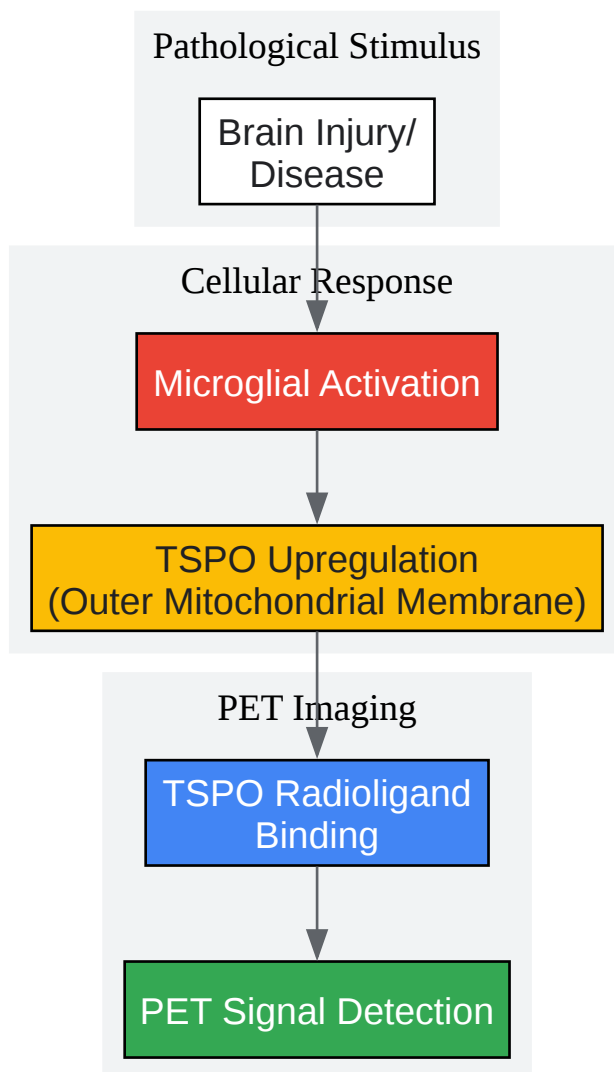 Pathological Stimulus
Brain Injury/
Disease
Cellular Response
Microglial Activation
TSPO Upregulation
(Outer Mitochondrial Membrane)
PET Imaging
TSPO Radioligand
Binding
PET Signal Detection